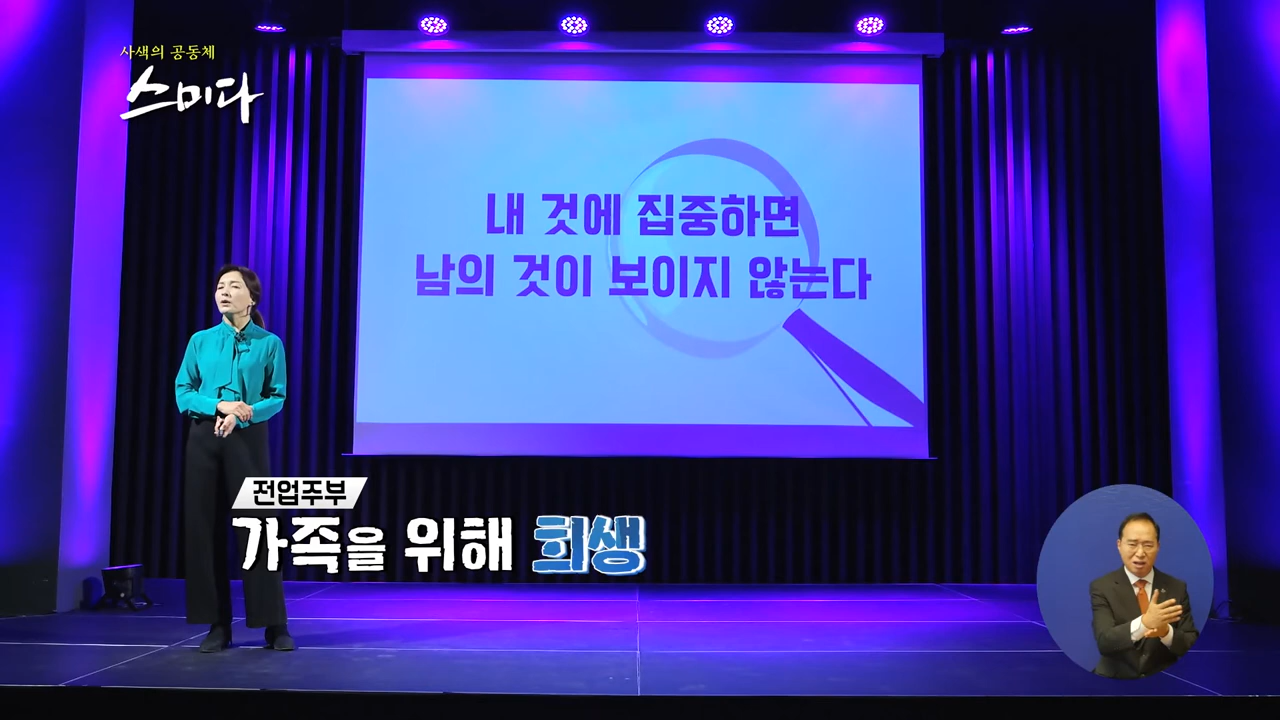 사색의 공동체
스미다
내 것에 집중하면
남의 것이 보이지 않는다
전업주부
가족을 위해 희생